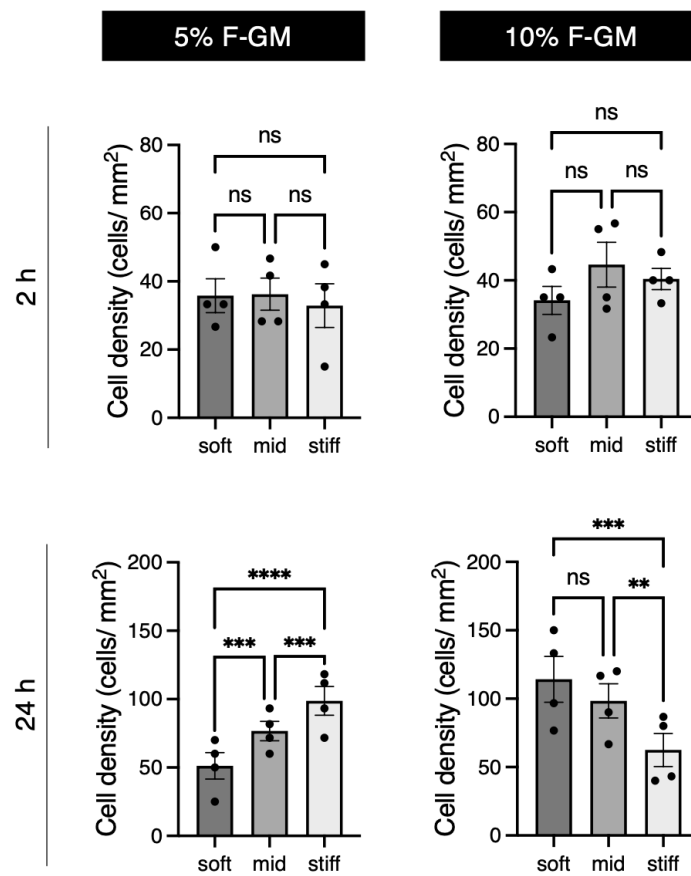 5% F-GM
10% F-GM
2 h
Cell density (cells/ mm²)
80
60
40
20
0
ns
ns
ns
soft mid stiff
Cell density (cells/ mm²)
80
60
40
20
0
ns
ns
ns
soft mid stiff
24 h
Cell density (cells/ mm²)
200
150
100
50
0
****
*** ***
soft mid stiff
Cell density (cells/ mm²)
200
150
100
50
0
***
ns **
soft mid stiff